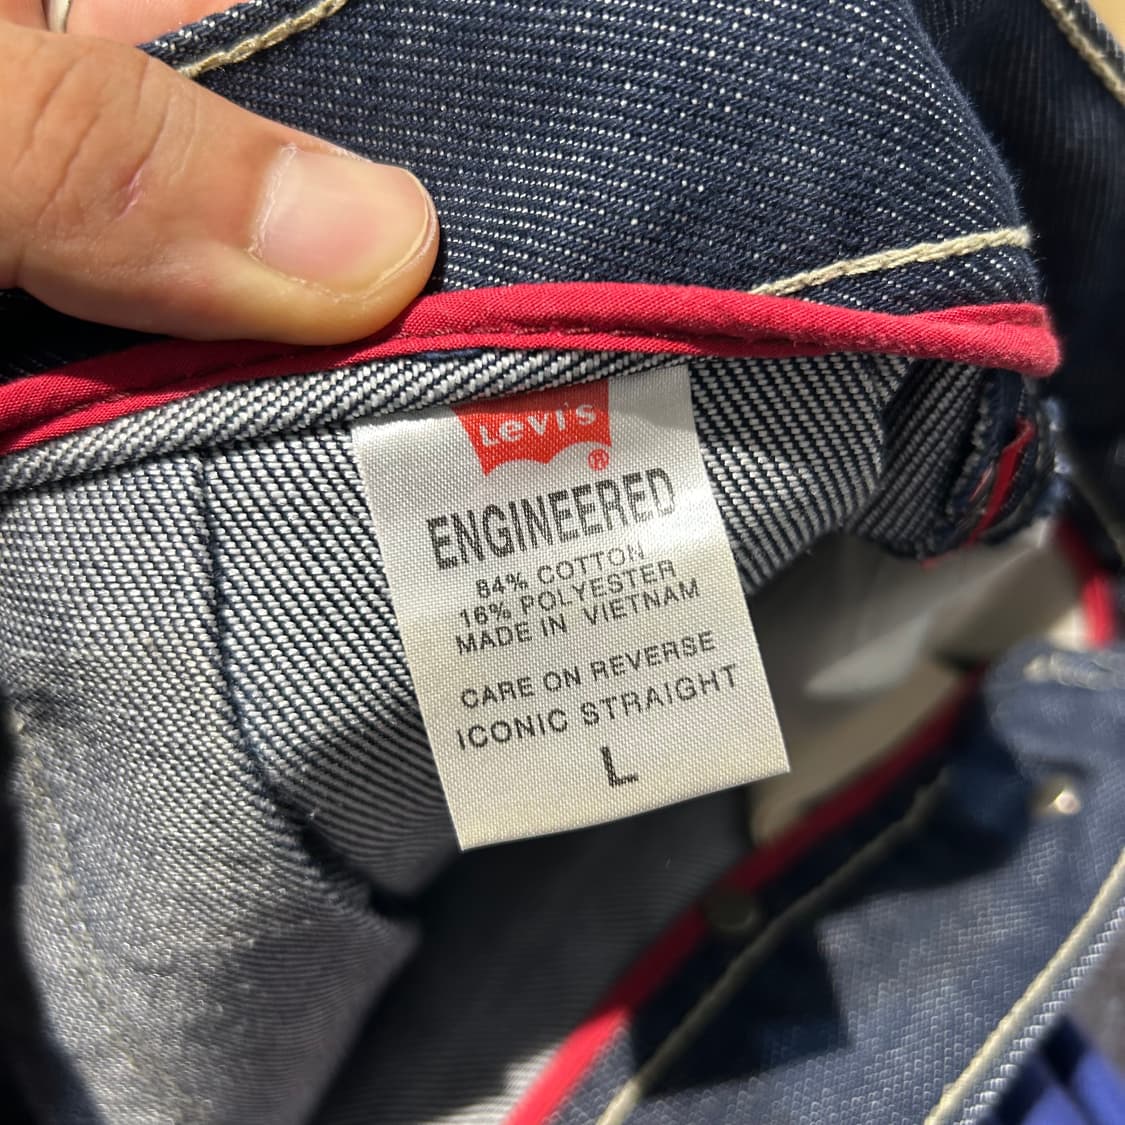 Levi's
®
ENGINEERED
84% COTTON
16% POLYESTER
MADE IN VIETNAM
CARE ON REVERSE
ICONIC STRAIGHT
L